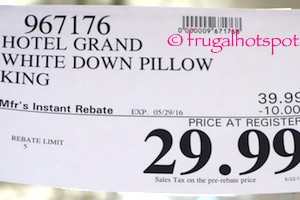 967176
© frugalhotspot
HOTEL GRAND
WHITE DOWN PILLOW
KING
39.99
Mfr's Instant Rebate EXP. 05/29/16 -10.00
PRICE AT REGISTER
REBATE LIMIT
5
29.99
Sales Tax on the pre-rebate price